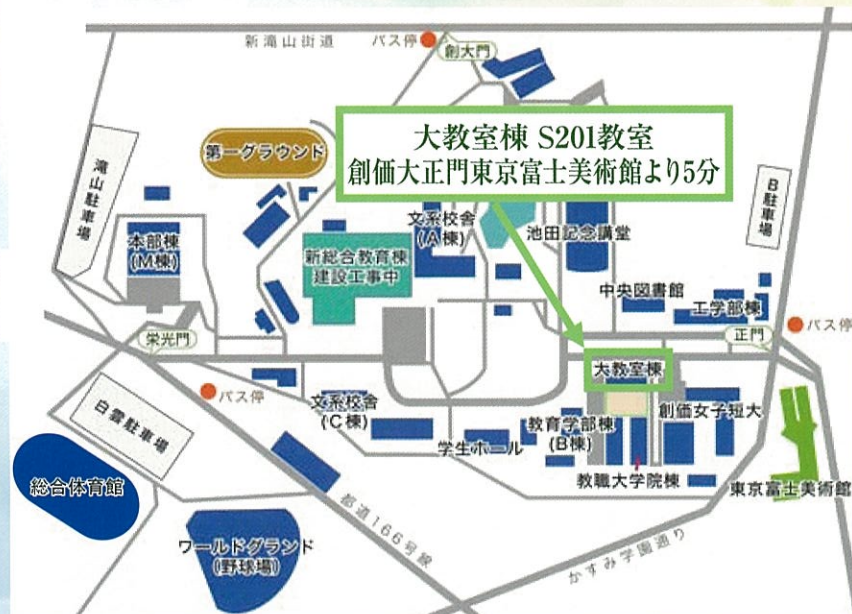 新滝山街道
バス停
創大門
大教室棟 S201教室
創価大正門東京富士美術館より5分
第一グラウンド
滝山駐車場
B駐車場
本部棟
(M棟)
文系校舎
(A棟)
池田記念講堂
新総合教育棟
建設工事中
中央図書館
工学部棟
栄光門
正門
バス停
大教室棟
バス停
白雲駐車場
文系校舎
(C棟)
創価女子短大
教育学部棟
(B棟)
学生ホール
教職大学院棟
東京富士美術館
総合体育館
都道166号線
ワールドグランド
(野球場)
かすみ学園通り